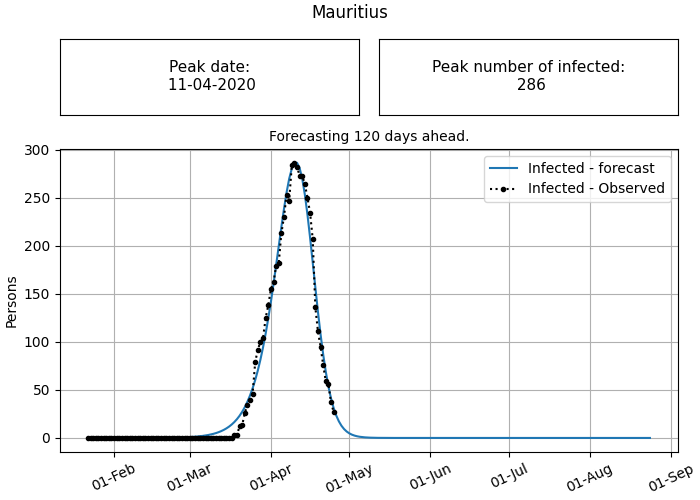 Mauritius
Peak date:
11-04-2020
Peak number of infected:
286
Forecasting 120 days ahead.
Infected - forecast
Infected - Observed
Persons
300
250
200
150
100
50
0
01-Feb
01-Mar
01-Apr
01-May
01-Jun
01-Jul
01-Aug
01-Sep